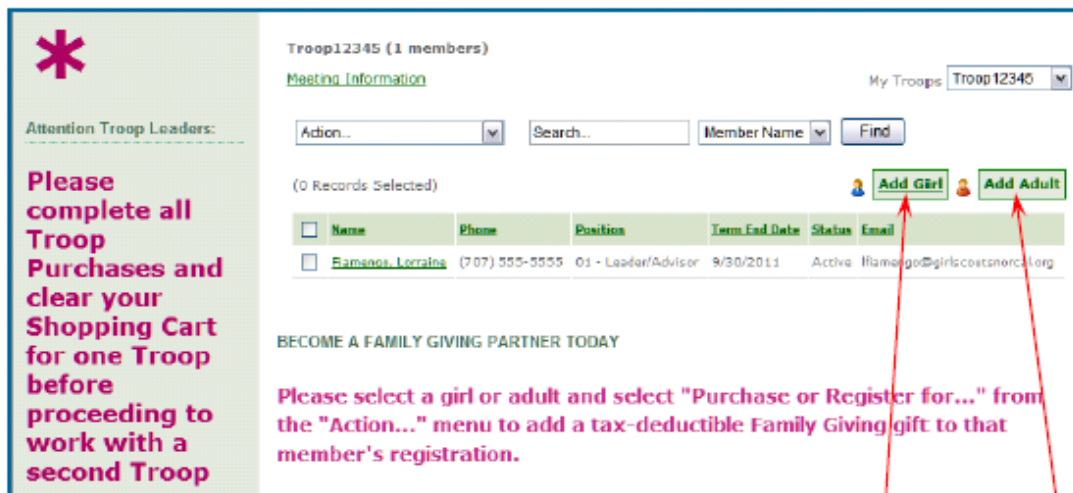 *
Attention Troop Leaders:
Please
complete all
Troop
Purchases and
clear your
Shopping Cart
for one Troop
before
proceeding to
work with a
second Troop
Troop12345 (1 members)
Meeting Information
My Troops Troop12345
Action... Search... Member Name Find
(0 Records Selected) Add Girl Add Adult
Name Phone Position Term End Date Status Email
Lorraine (707) 555-5555 01 - Leader/Advisor 9/30/2011 Active
BECOME A FAMILY GIVING PARTNER TODAY
Please select a girl or adult and select "Purchase or Register for..." from
the "Action..." menu to add a tax-deductible Family Giving gift to that
member's registration.